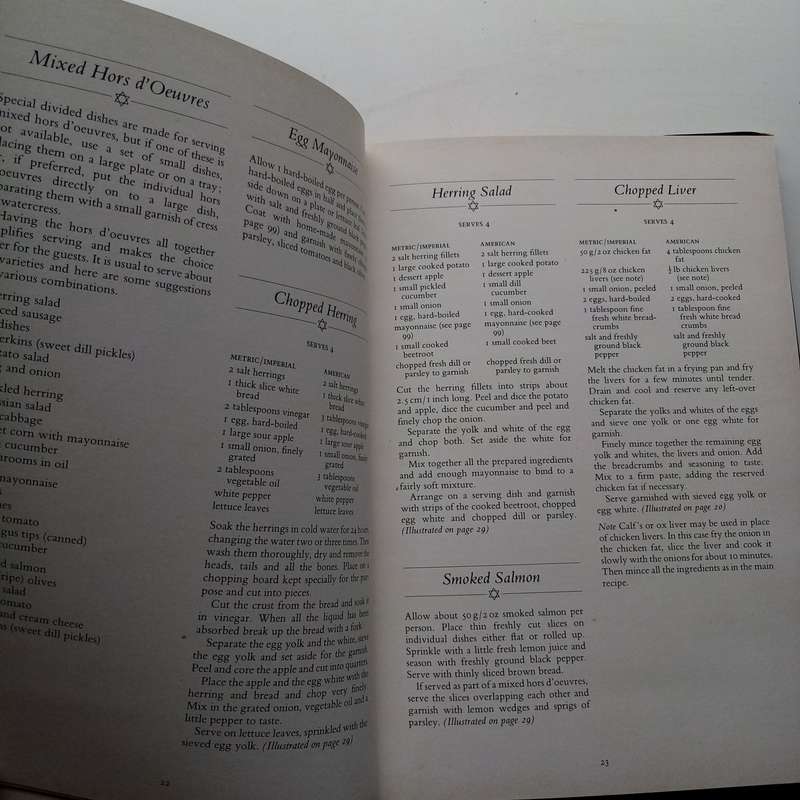 Mixed Hors d'Oeuvres
Special divided dishes are made for serving
mixed hors d'oeuvres, but if one of these is
not available, use a set of small dishes,
placing them on a large plate or on a tray;
if preferred, put the individual hors
oeuvres directly on to a large dish,
parating them with a small garnish of cress
watercress.
Having the hors d'oeuvres all together
mplifies serving and makes the choice
er for the guests. It is usual to serve about
varieties and here are some suggestions
various combinations.
erring salad
ced sausage
dishes
erkins (sweet dill pickles)
ato salad
g and onion
kled herring
ssian salad
cabbage
et corn with mayonnaise
cucumber
hrooms in oil
mayonnaise
tomato
gus tips (canned)
cucumber
d salmon
ripe) olives
salad
omato
and cream cheese
ns (sweet dill pickles)
Egg Mayonnaise
Allow 1 hard-boiled egg per person
hard-boiled eggs in half and place
side down on a plate or
with salt and freshly ground
Coat with home-made mayonnaise
page 99) and garnish with
parsley, sliced tomatoes and black
Chopped Herring
SERVES 4
METRIC/IMPERIAL
2 salt herrings
1 thick slice white
bread
2 tablespoons vinegar
1 egg, hard-boiled
1 large sour apple
1 small onion, finely
grated
2 tablespoons
vegetable oil
white pepper
lettuce leaves
AMERICAN
2 salt herrings
1 thick slice white
bread
tablespoons vinegar
1 egg, hard-cooked
1 large sour apple
1 small onion, finely
grated
tablespoons
vegetable oil
white pepper
lettuce leaves
Soak the herrings in cold water for 24 hours
changing the water two or three times. Then
wash them thoroughly, dry and remove the
heads, tails and all the bones. Place on a
chopping board kept specially for the pur-
pose and cut into pieces.
Cut the crust from the bread and soak it
in vinegar. When all the liquid has been
absorbed break up the bread with a fork.
Separate the egg yolk and the white, sieve
the egg yolk and set aside for the garnish.
Peel and core the apple and cut into quarters.
Place the apple and the egg white with the
herring and bread and chop very finely.
Mix in the grated onion, vegetable oil and a
little pepper to taste.
Serve on lettuce leaves, sprinkled with the
sieved egg yolk. (Illustrated on page 29)
22
Herring Salad
SERVES 4
METRIC/IMPERIAL
2 salt herring fillets
1 large cooked potato
1 dessert apple
1 small pickled
cucumber
1 small onion
1 egg, hard-boiled
mayonnaise (see page
99)
1 small cooked
beetroot
chopped fresh dill or
parsley to garnish
AMERICAN
2 salt herring fillets
1 large cooked potato
1 dessert apple
1 small dill
cucumber
1 small onion
1 egg, hard-cooked
mayonnaise (see
page 99)
1 small cooked beet
chopped fresh dill or
parsley to garnish
Cut the herring fillets into strips about
2.5 cm/1 inch long. Peel and dice the potato
and apple, dice the cucumber and peel and
finely chop the onion.
Separate the yolk and white of the egg
and chop both. Set aside the white for
garnish.
Mix together all the prepared ingredients
and add enough mayonnaise to bind to a
fairly soft mixture.
Arrange on a serving dish and garnish
with strips of the cooked beetroot, chopped
egg white and chopped dill or parsley.
(Illustrated on page 29)
Smoked Salmon
Allow about 50 g/2 oz smoked salmon per
person. Place thin freshly cut slices on
individual dishes either flat or rolled up.
Sprinkle with a little fresh lemon juice and
season with freshly ground black pepper.
Serve with thinly sliced brown bread.
If served as part of a mixed hors d'oeuvres,
serve the slices overlapping each other and
garnish with lemon wedges and sprigs of
parsley. (Illustrated on page 29)
Chopped Liver
SERVES 4
METRIC/IMPERIAL
50 g/2 oz chicken fat
225 g/8 oz chicken
livers (see note)
1 small onion, peeled
2 eggs, hard-boiled
1 tablespoon fine
fresh white bread-
crumbs
salt and freshly
ground black
pepper
AMERICAN
4 tablespoons chicken
fat
½ lb chicken livers
(see note)
1 small onion, peeled
2 eggs, hard-cooked
1 tablespoon fine
fresh white bread
crumbs
salt and freshly
ground black
pepper
Melt the chicken fat in a frying pan and fry
the livers for a few minutes until tender.
Drain and cool and reserve any left-over
chicken fat.
Separate the yolks and whites of the eggs
and sieve one yolk or one egg white for
garnish.
Finely mince together the remaining egg
yolk and whites, the livers and onion. Add
the breadcrumbs and seasoning to taste.
Mix to a firm paste, adding the reserved
chicken fat if necessary.
Serve garnished with sieved egg yolk or
egg white. (Illustrated on page 20)
Note Calf's or ox liver may be used in place
of chicken livers. In this case fry the onion in
the chicken fat, slice the liver and cook it
slowly with the onions for about 10 minutes.
Then mince all the ingredients as in the main
recipe.
23